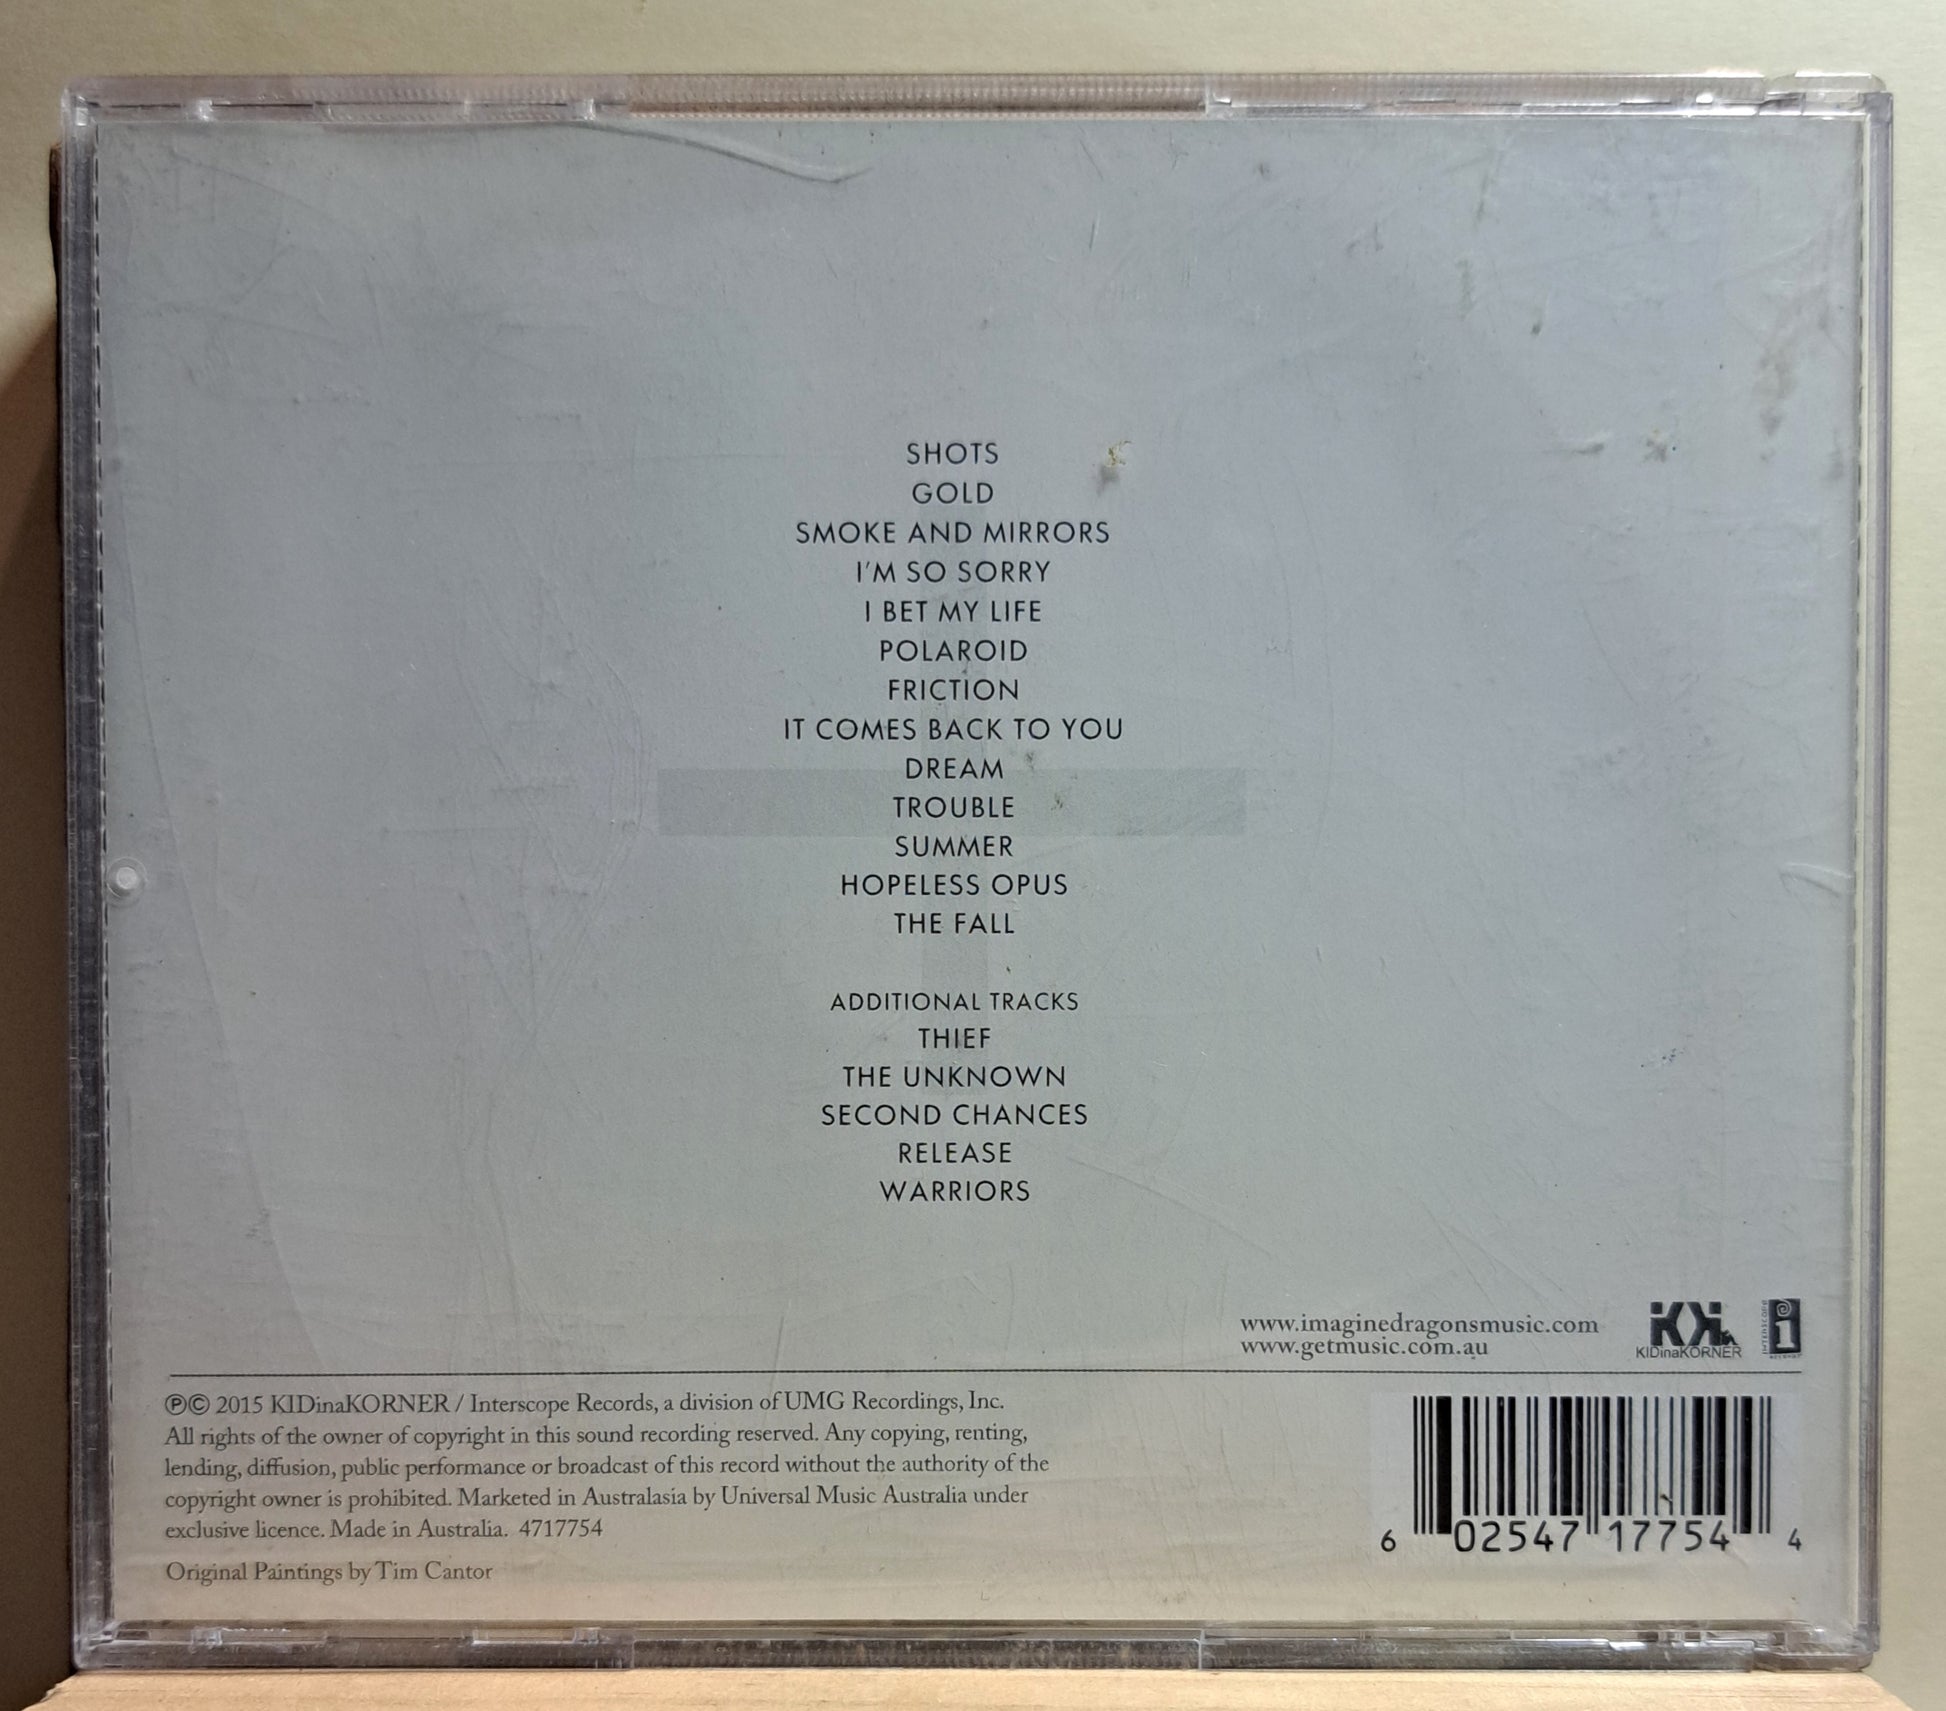 SHOTS
GOLD
SMOKE AND MIRRORS
I'M SO SORRY
I BET MY LIFE
POLAROID
FRICTION
IT COMES BACK TO YOU
DREAM
TROUBLE
SUMMER
HOPELESS OPUS
THE FALL
ADDITIONAL TRACKS
THIEF
THE UNKNOWN
SECOND CHANCES
RELEASE
WARRIORS
www.imaginedragonsmusic.com
www.getmusic.com.au
KIDinaKORNER
INTERSCOPE
℗© 2015 KIDinaKORNER / Interscope Records, a division of UMG Recordings, Inc.
All rights of the owner of copyright in this sound recording reserved. Any copying, renting,
lending, diffusion, public performance or broadcast of this record without the authority of the
copyright owner is prohibited. Marketed in Australasia by Universal Music Australia under
exclusive licence. Made in Australia. 4717754
Original Paintings by Tim Cantor
6 02547 17754 4